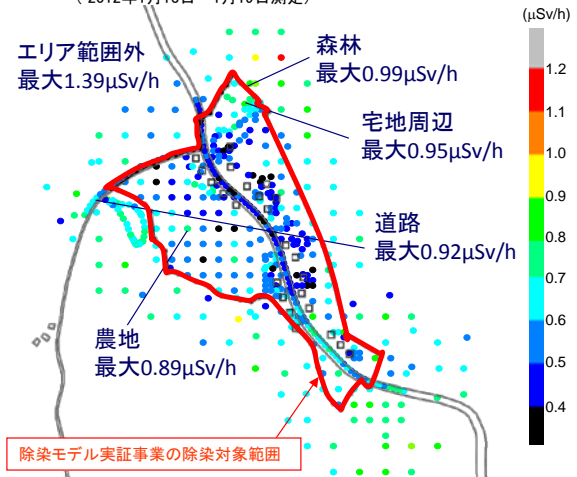 (μSv/h)
エリア範囲外
最大1.39μSv/h
森林
最大0.99μSv/h
宅地周辺
最大0.95μSv/h
道路
最大0.92μSv/h
農地
最大0.89μSv/h
除染モデル実証事業の除染対象範囲
1.2
1.1
1.0
0.9
0.8
0.7
0.6
0.5
0.4